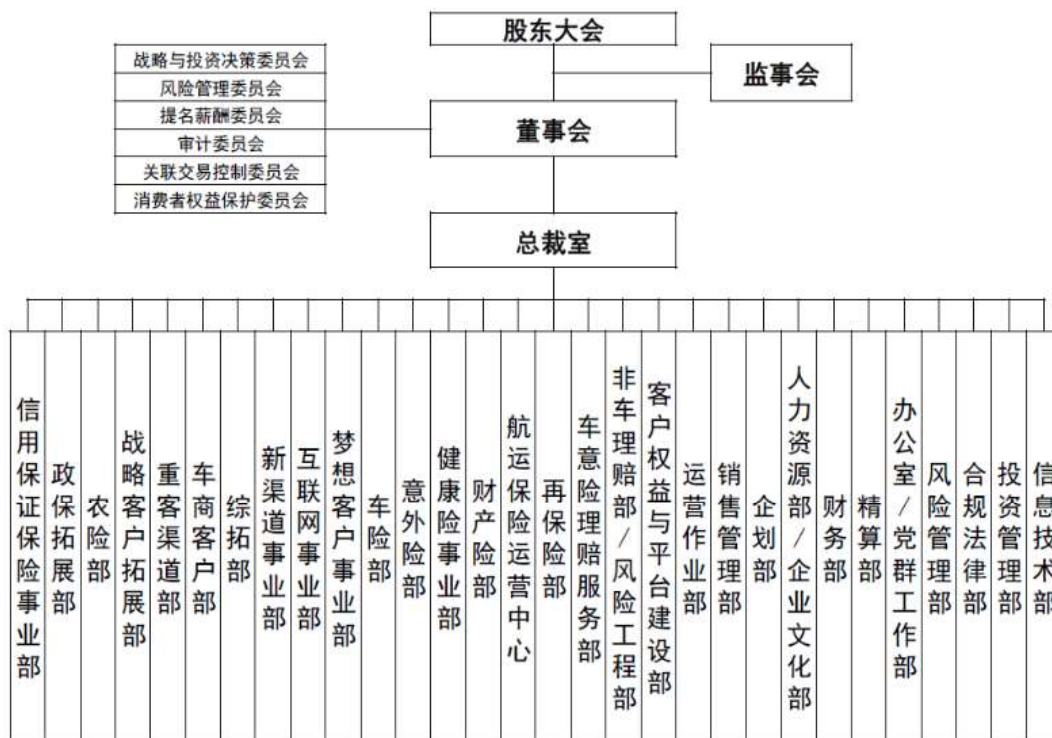 股东大会
监事会
战略与投资决策委员会
风险管理委员会
提名薪酬委员会
审计委员会
关联交易控制委员会
消费者权益保护委员会
董事会
总裁室
信用保证保险事业部
政保拓展部
农险部
战略客户拓展部
重客渠道部
车商客户部
综拓部
新渠道事业部
互联网事业部
梦想客户事业部
车险部
意外险部
健康险事业部
财产险部
航运保险运营中心
再保险部
车意险理赔服务部
非车理赔部/风险工程部
客户权益与平台建设部
运营作业部
销售管理部
企划部
人力资源部/企业文化部
财务部
精算部
办公室/党群工作部
风险管理部
合规法律部
投资管理部
信息技术部